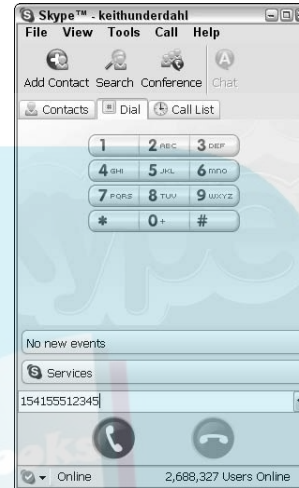 Skype™ - keithunderdahl
File View Tools Call Help
Add Contact Search Conference Chat
Contacts Dial Call List
1 2 ABC 3 DEF
4 GHI 5 JKL 6 mno
7 PQRS 8 TUV 9 WXYZ
* 0+ #
No new events
Services
154155512345
Online 2,688,327 Users Online